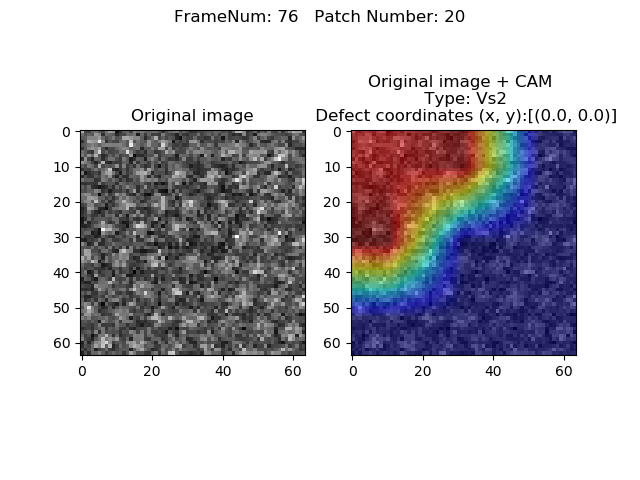 FrameNum: 76   Patch Number: 20
Original image
Original image + CAM
Type: Vs2
Defect coordinates (x, y):[(0.0, 0.0)]
0
10
20
30
40
50
60
0 20 40 60
0
10
20
30
40
50
60
0 20 40 60